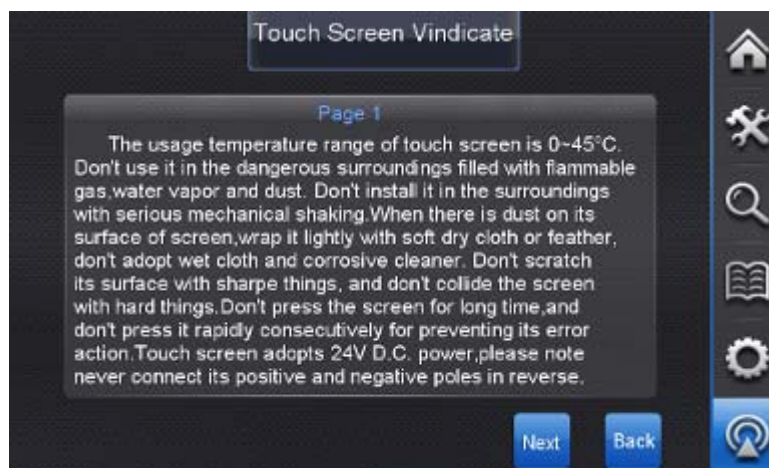 Touch Screen Vindicate
Page 1
The usage temperature range of touch screen is 0~45°C.
Don't use it in the dangerous surroundings filled with flammable
gas,water vapor and dust. Don't install it in the surroundings
with serious mechanical shaking.When there is dust on its
surface of screen,wrap it lightly with soft dry cloth or feather,
don't adopt wet cloth and corrosive cleaner. Don't scratch
its surface with sharpe things, and don't collide the screen
with hard things.Don't press the screen for long time,and
don't press it rapidly consecutively for preventing its error
action.Touch screen adopts 24V D.C. power,please note
never connect its positive and negative poles in reverse.
Next Back